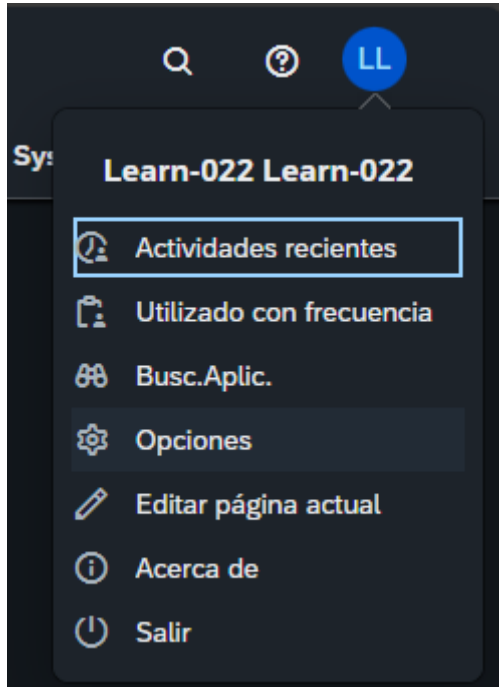 LL
Sys
Learn-022 Learn-022
Actividades recientes
Utilizado con frecuencia
Busc.Aplic.
Opciones
Editar página actual
Acerca de
Salir